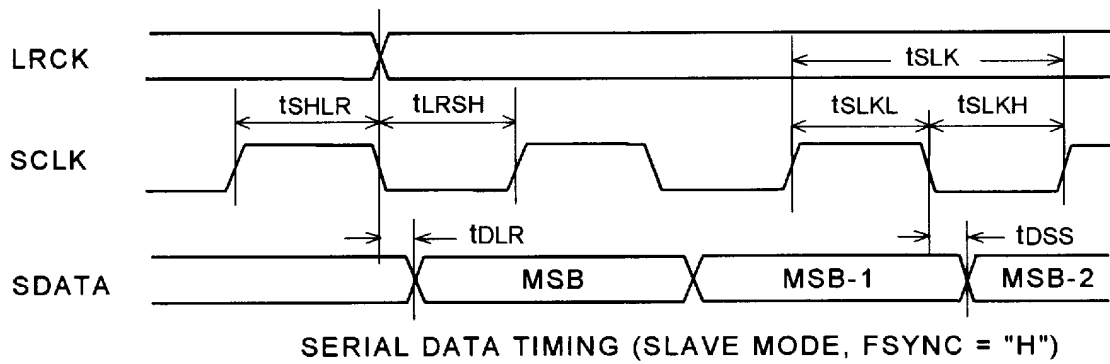 LRCK
tSLK
tSHLR
tLRSH
tSLKL
tSLKH
SCLK
tDLR
tDSS
SDATA
MSB
MSB-1
MSB-2
SERIAL DATA TIMING (SLAVE MODE, FSYNC = "H")